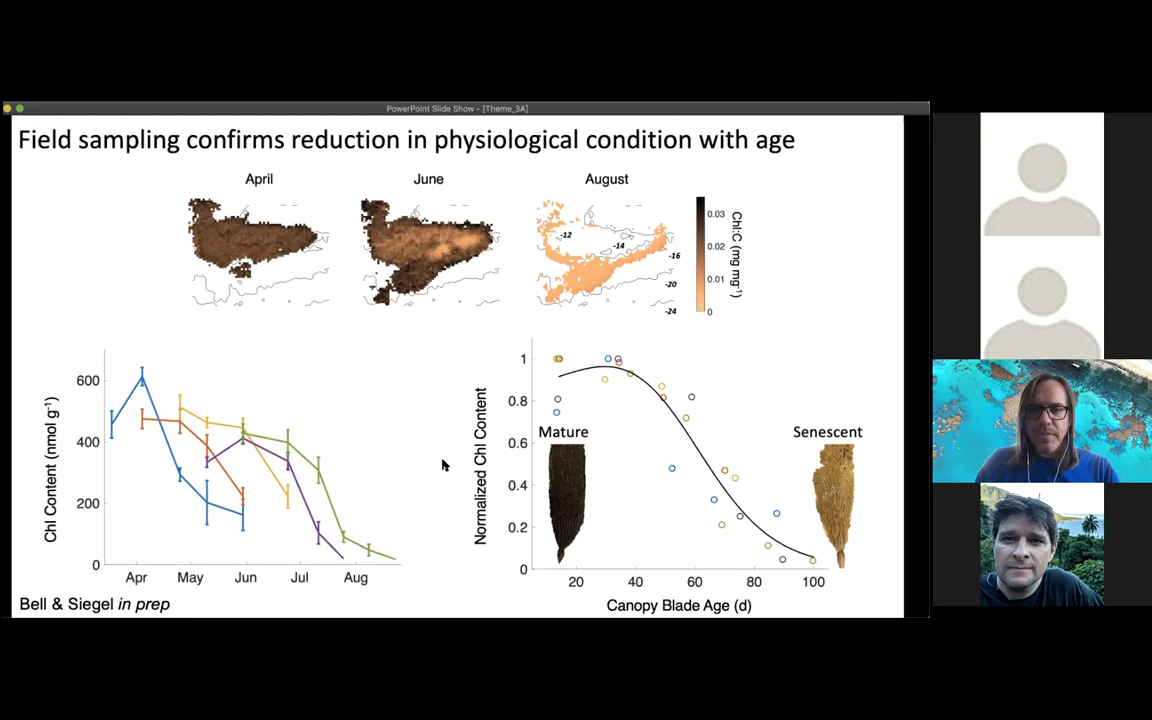 PowerPoint Slide Show - [Theme_3A]
Field sampling confirms reduction in physiological condition with age
April
June
August
-12
-14
-16
-20
-24
0.03
0.02
0.01
0
Chl:C (mg mg⁻¹)
600
400
200
0
Chl Content (nmol g⁻¹)
Apr May Jun Jul Aug
1
0.8
0.6
0.4
0.2
0
Normalized Chl Content
Mature
Senescent
20 40 60 80 100
Canopy Blade Age (d)
Bell & Siegel in prep